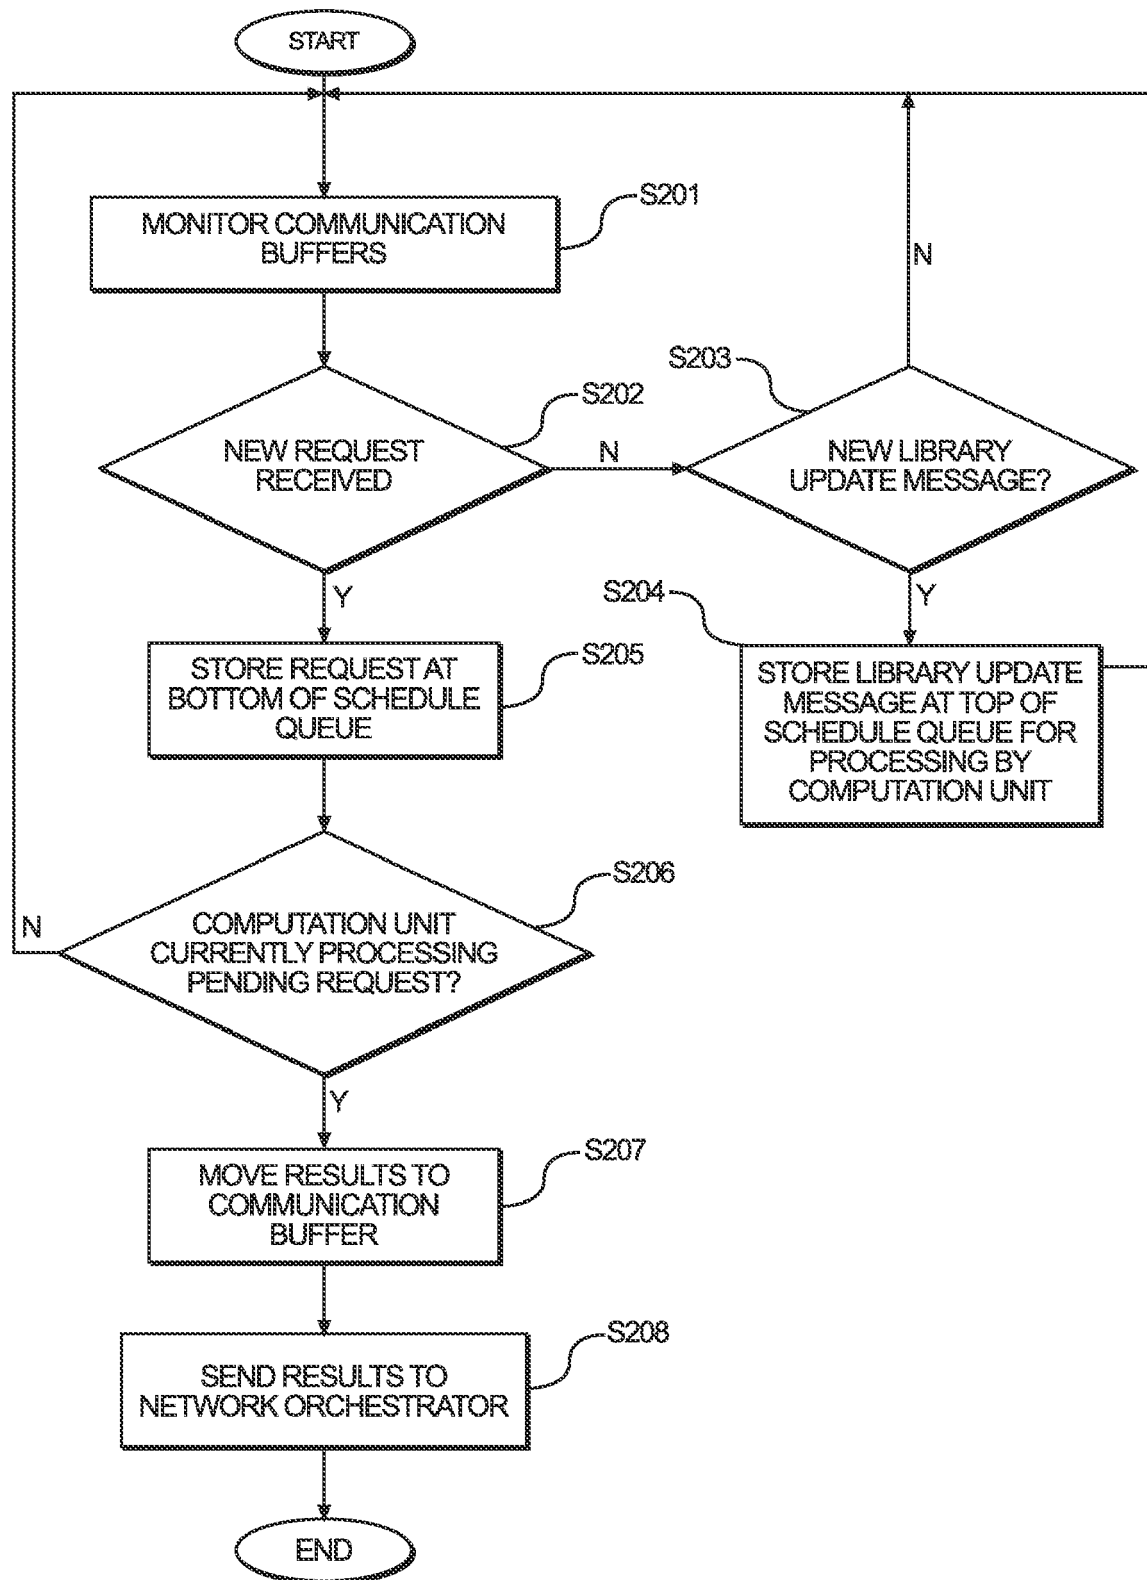 START
MONITOR COMMUNICATION
BUFFERS
S201
N
S203
S202
NEW REQUEST
RECEIVED
N
NEW LIBRARY
UPDATE MESSAGE?
Y
Y
S204
STORE REQUEST AT
BOTTOM OF SCHEDULE
QUEUE
S205
STORE LIBRARY UPDATE
MESSAGE AT TOP OF
SCHEDULE QUEUE FOR
PROCESSING BY
COMPUTATION UNIT
S206
N
COMPUTATION UNIT
CURRENTLY PROCESSING
PENDING REQUEST?
Y
MOVE RESULTS TO
COMMUNICATION
BUFFER
S207
SEND RESULTS TO
NETWORK ORCHESTRATOR
S208
END